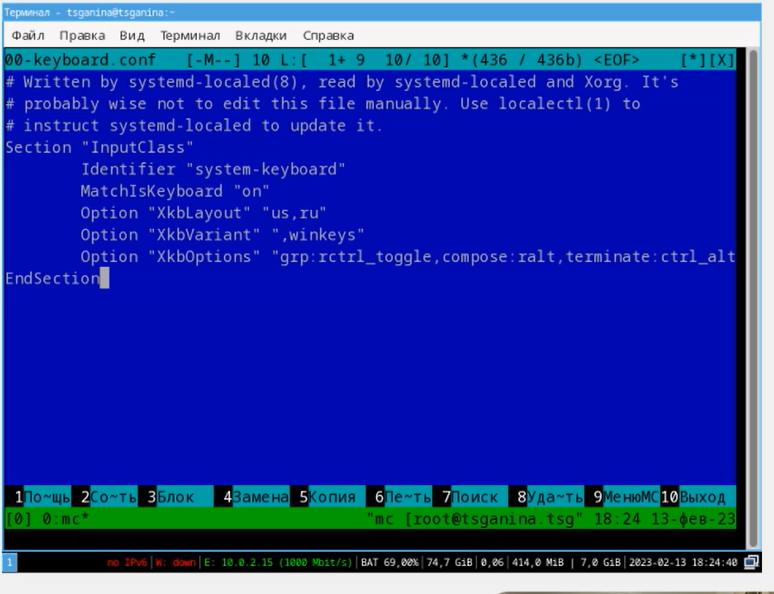 Терминал - tsganina@tsganina:~
Файл Правка Вид Терминал Вкладки Справка
00-keyboard.conf [-M--] 10 L:[ 1+ 9 10/ 10] *(436 / 436b) <EOF> [*][X]
# Written by systemd-localed(8), read by systemd-localed and Xorg. It's
# probably wise not to edit this file manually. Use localectl(1) to
# instruct systemd-localed to update it.
Section "InputClass"
Identifier "system-keyboard"
MatchIsKeyboard "on"
Option "XkbLayout" "us,ru"
Option "XkbVariant" ",winkeys"
Option "XkbOptions" "grp:rctrl_toggle,compose:ralt,terminate:ctrl_alt
EndSection
1По~щь 2Со~ть 3Блок 4Замена 5Копия 6Пе~ть 7Поиск 8Уда~ть 9МенюMC 10Выход
[0] 0:mc* "mc [root@tsganina.tsg" 18:24 13-фев-23
1 no IPv6|W: down|E: 10.0.2.15 (1000 Mbit/s)|BAT 69,00%|74,7 GiB|0,06|414,0 MiB | 7,0 GiB|2023-02-13 18:24:40